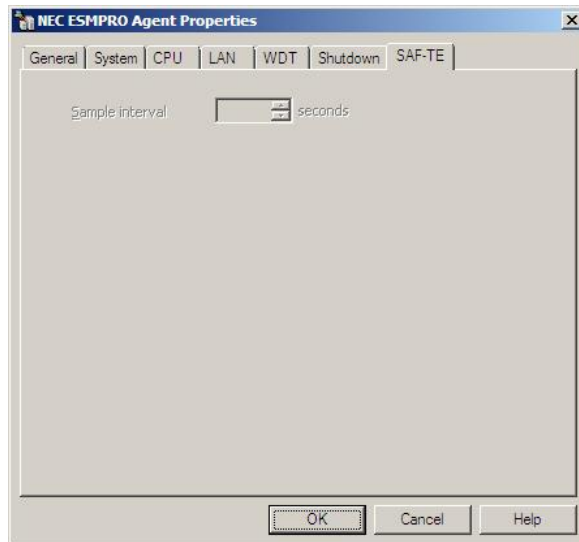 NEC ESMPRO Agent Properties
General System CPU LAN WDT Shutdown SAF-TE
Sample interval seconds
OK Cancel Help